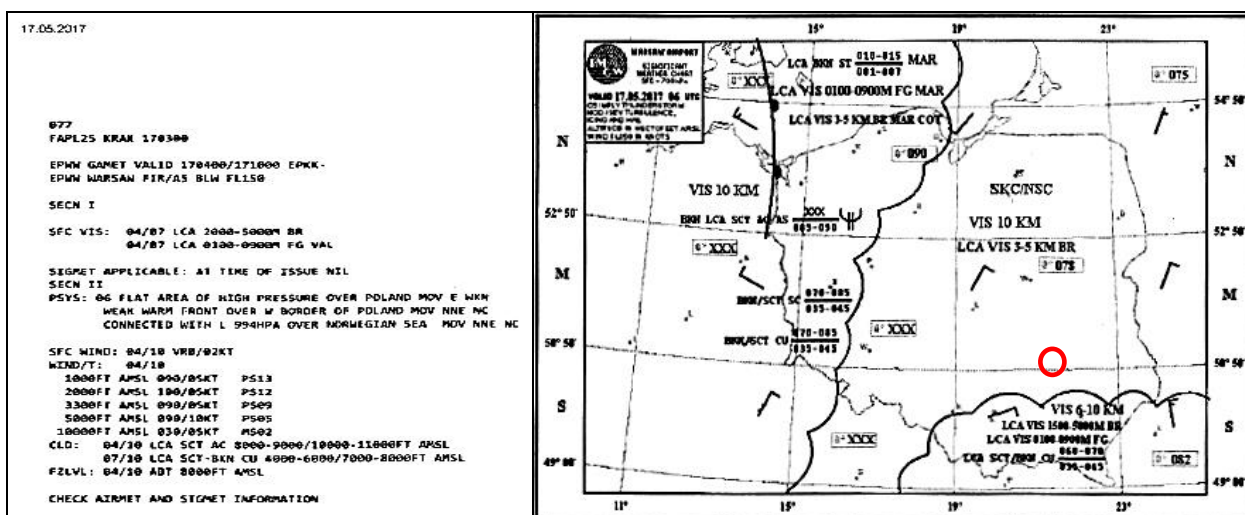 17.05.2017
077
FAPL25 KRAK 170300
EPWW GAMET VALID 170400/171000 EPKK-
EPWW WARSAW FIR/A5 BLW FL150
SECN I
SFC VIS: 04/07 LCA 2000-5000M BR
04/07 LCA 0100-0900M FG VAL
SIGMET APPLICABLE: AT TIME OF ISSUE NIL
SECN II
PSYS: 06 FLAT AREA OF HIGH PRESSURE OVER POLAND MOV E WKN
WEAK WARM FRONT OVER W BORDER OF POLAND MOV NNE NC
CONNECTED WITH L 994HPA OVER NORWEGIAN SEA MOV NNE NC
SFC WIND: 04/10 VRB/02KT
WIND/T: 04/10
1000FT AMSL 090/05KT PS13
2000FT AMSL 100/05KT PS12
3300FT AMSL 090/05KT PS09
5000FT AMSL 090/10KT PS05
10000FT AMSL 030/05KT MS02
CLD: 04/10 LCA SCT AC 8000-9000/10000-11000FT AMSL
07/10 LCA SCT-BKN CU 4000-6000/7000-8000FT AMSL
FZLVL: 04/10 ABT 8000FT AMSL
CHECK AIRMET AND SIGMET INFORMATION
15° 19° 23°
SIGNIFICANT
WEATHER CHART
VALID 17.05.2017 06 UTC
LCA BKN ST 010-015 MAR
001-007
0° XXX
0° 075
LCA VIS 0100-0900M FG MAR
54°50'
LCA VIS 3-5 KM BR MAR COT
N
0° 090
N
VIS 10 KM
SKC/NSC
52°50'
BKN LCA SCT AC/AS XXX
VIS 10 KM
52°50'
LCA VIS 3-5 KM BR
0° XXX
0° 078
M
M
BKN/SCT SC 070-085
035-045
0° XXX
BKN/SCT CU 070-085
035-045
50°50'
50°50'
S
VIS 6-10 KM
LCA VIS 1500-5000M BR
S
0° XXX
LCA VIS 0100-0900M FG
LCA SCT/BKN CU 060-070
0° 082
49°00'
49°00'
11° 15° 19° 23°